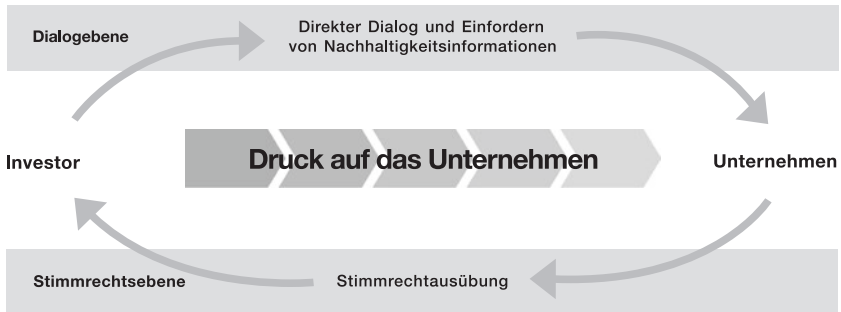 Dialogebene
Direkter Dialog und Einfordern
von Nachhaltigkeitsinformationen
Investor
Druck auf das Unternehmen
Unternehmen
Stimmrechtsebene
Stimmrechtausübung